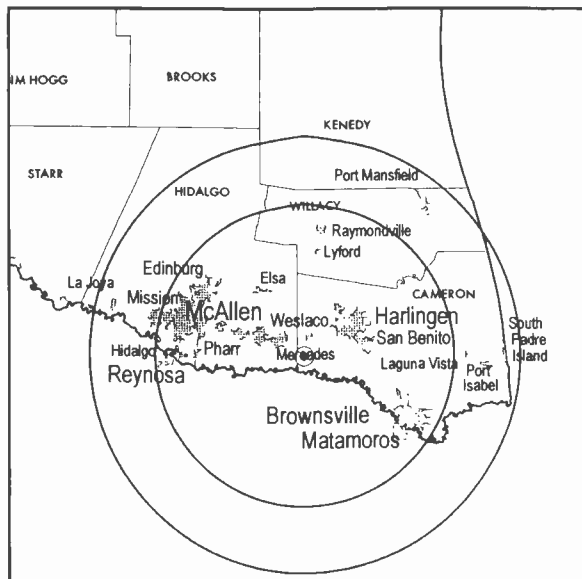 BROOKS
NM HOGG
KENEDY
STARR
Port Mansfield
HIDALGO
WILLACY
Raymondville
Lyford
Edinburg
Elsa
La Joya
Mission
CAMERON
McAllen
Weslaco
Harlingen
South
Padre
Island
San Benito
Hidalgo
Pharr
Mercedes
Laguna Vista
Port
Isabel
Reynosa
Brownsville
Matamoros